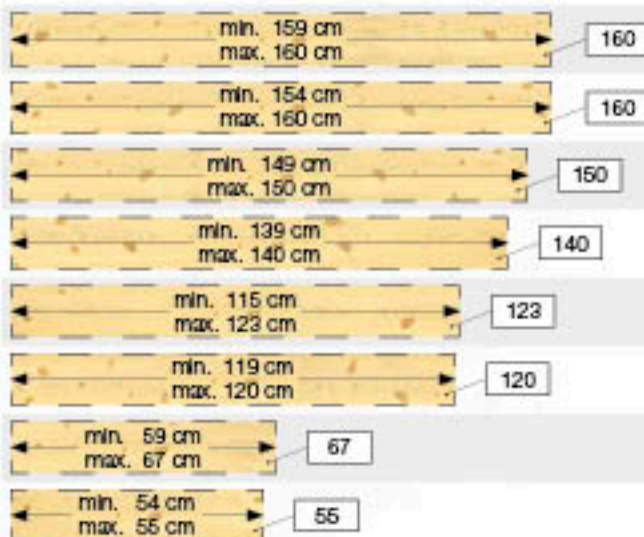 min. 159 cm
max. 160 cm
160
min. 154 cm
max. 160 cm
160
min. 149 cm
max. 150 cm
150
min. 139 cm
max. 140 cm
140
min. 115 cm
max. 123 cm
123
min. 119 cm
max. 120 cm
120
min. 59 cm
max. 67 cm
67
min. 54 cm
max. 55 cm
55